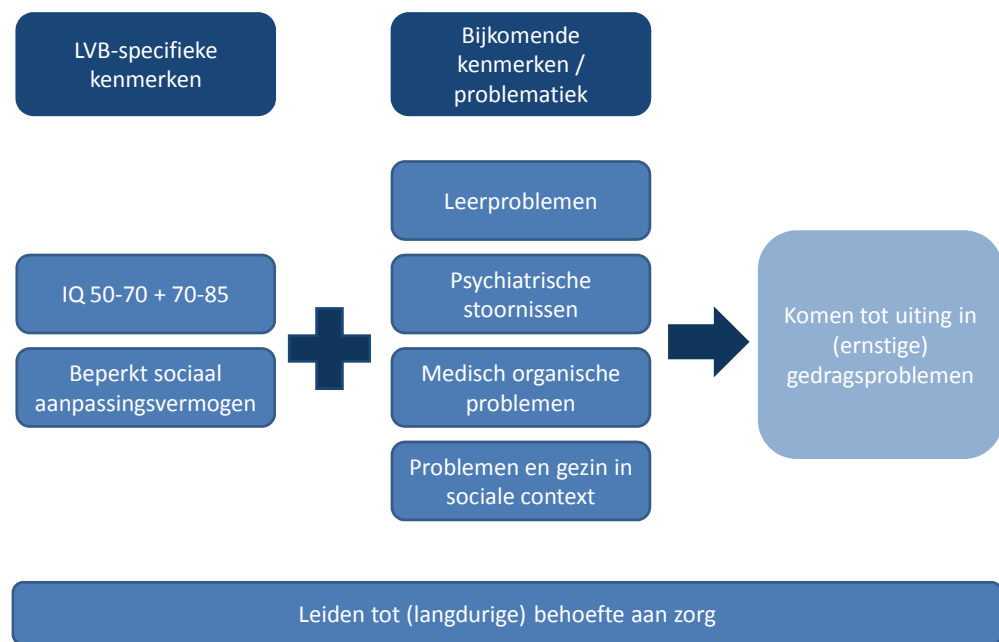 LVB-specifieke
kenmerken
Bijkomende
kenmerken /
problematiek
Leerproblemen
IQ 50-70 + 70-85
Psychiatrische
stoornissen
Beperkt sociaal
aanpassingsvermogen
Medisch organische
problemen
Problemen en gezin in
sociale context
Komen tot uiting in
(ernstige)
gedragsproblemen
Leiden tot (langdurige) behoefte aan zorg